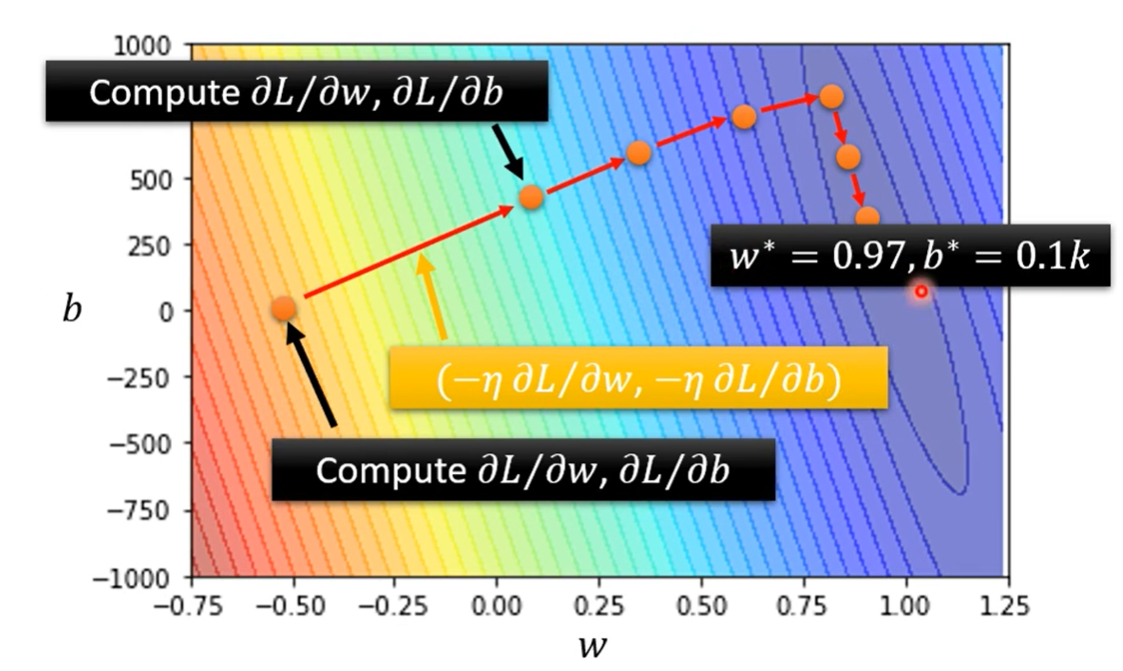 1000
Compute ∂L/∂w, ∂L/∂b
500
250
w* = 0.97, b* = 0.1k
b
0
−250
(−η ∂L/∂w, −η ∂L/∂b)
−500
Compute ∂L/∂w, ∂L/∂b
−750
−1000
−0.75 −0.50 −0.25 0.00 0.25 0.50 0.75 1.00 1.25
w